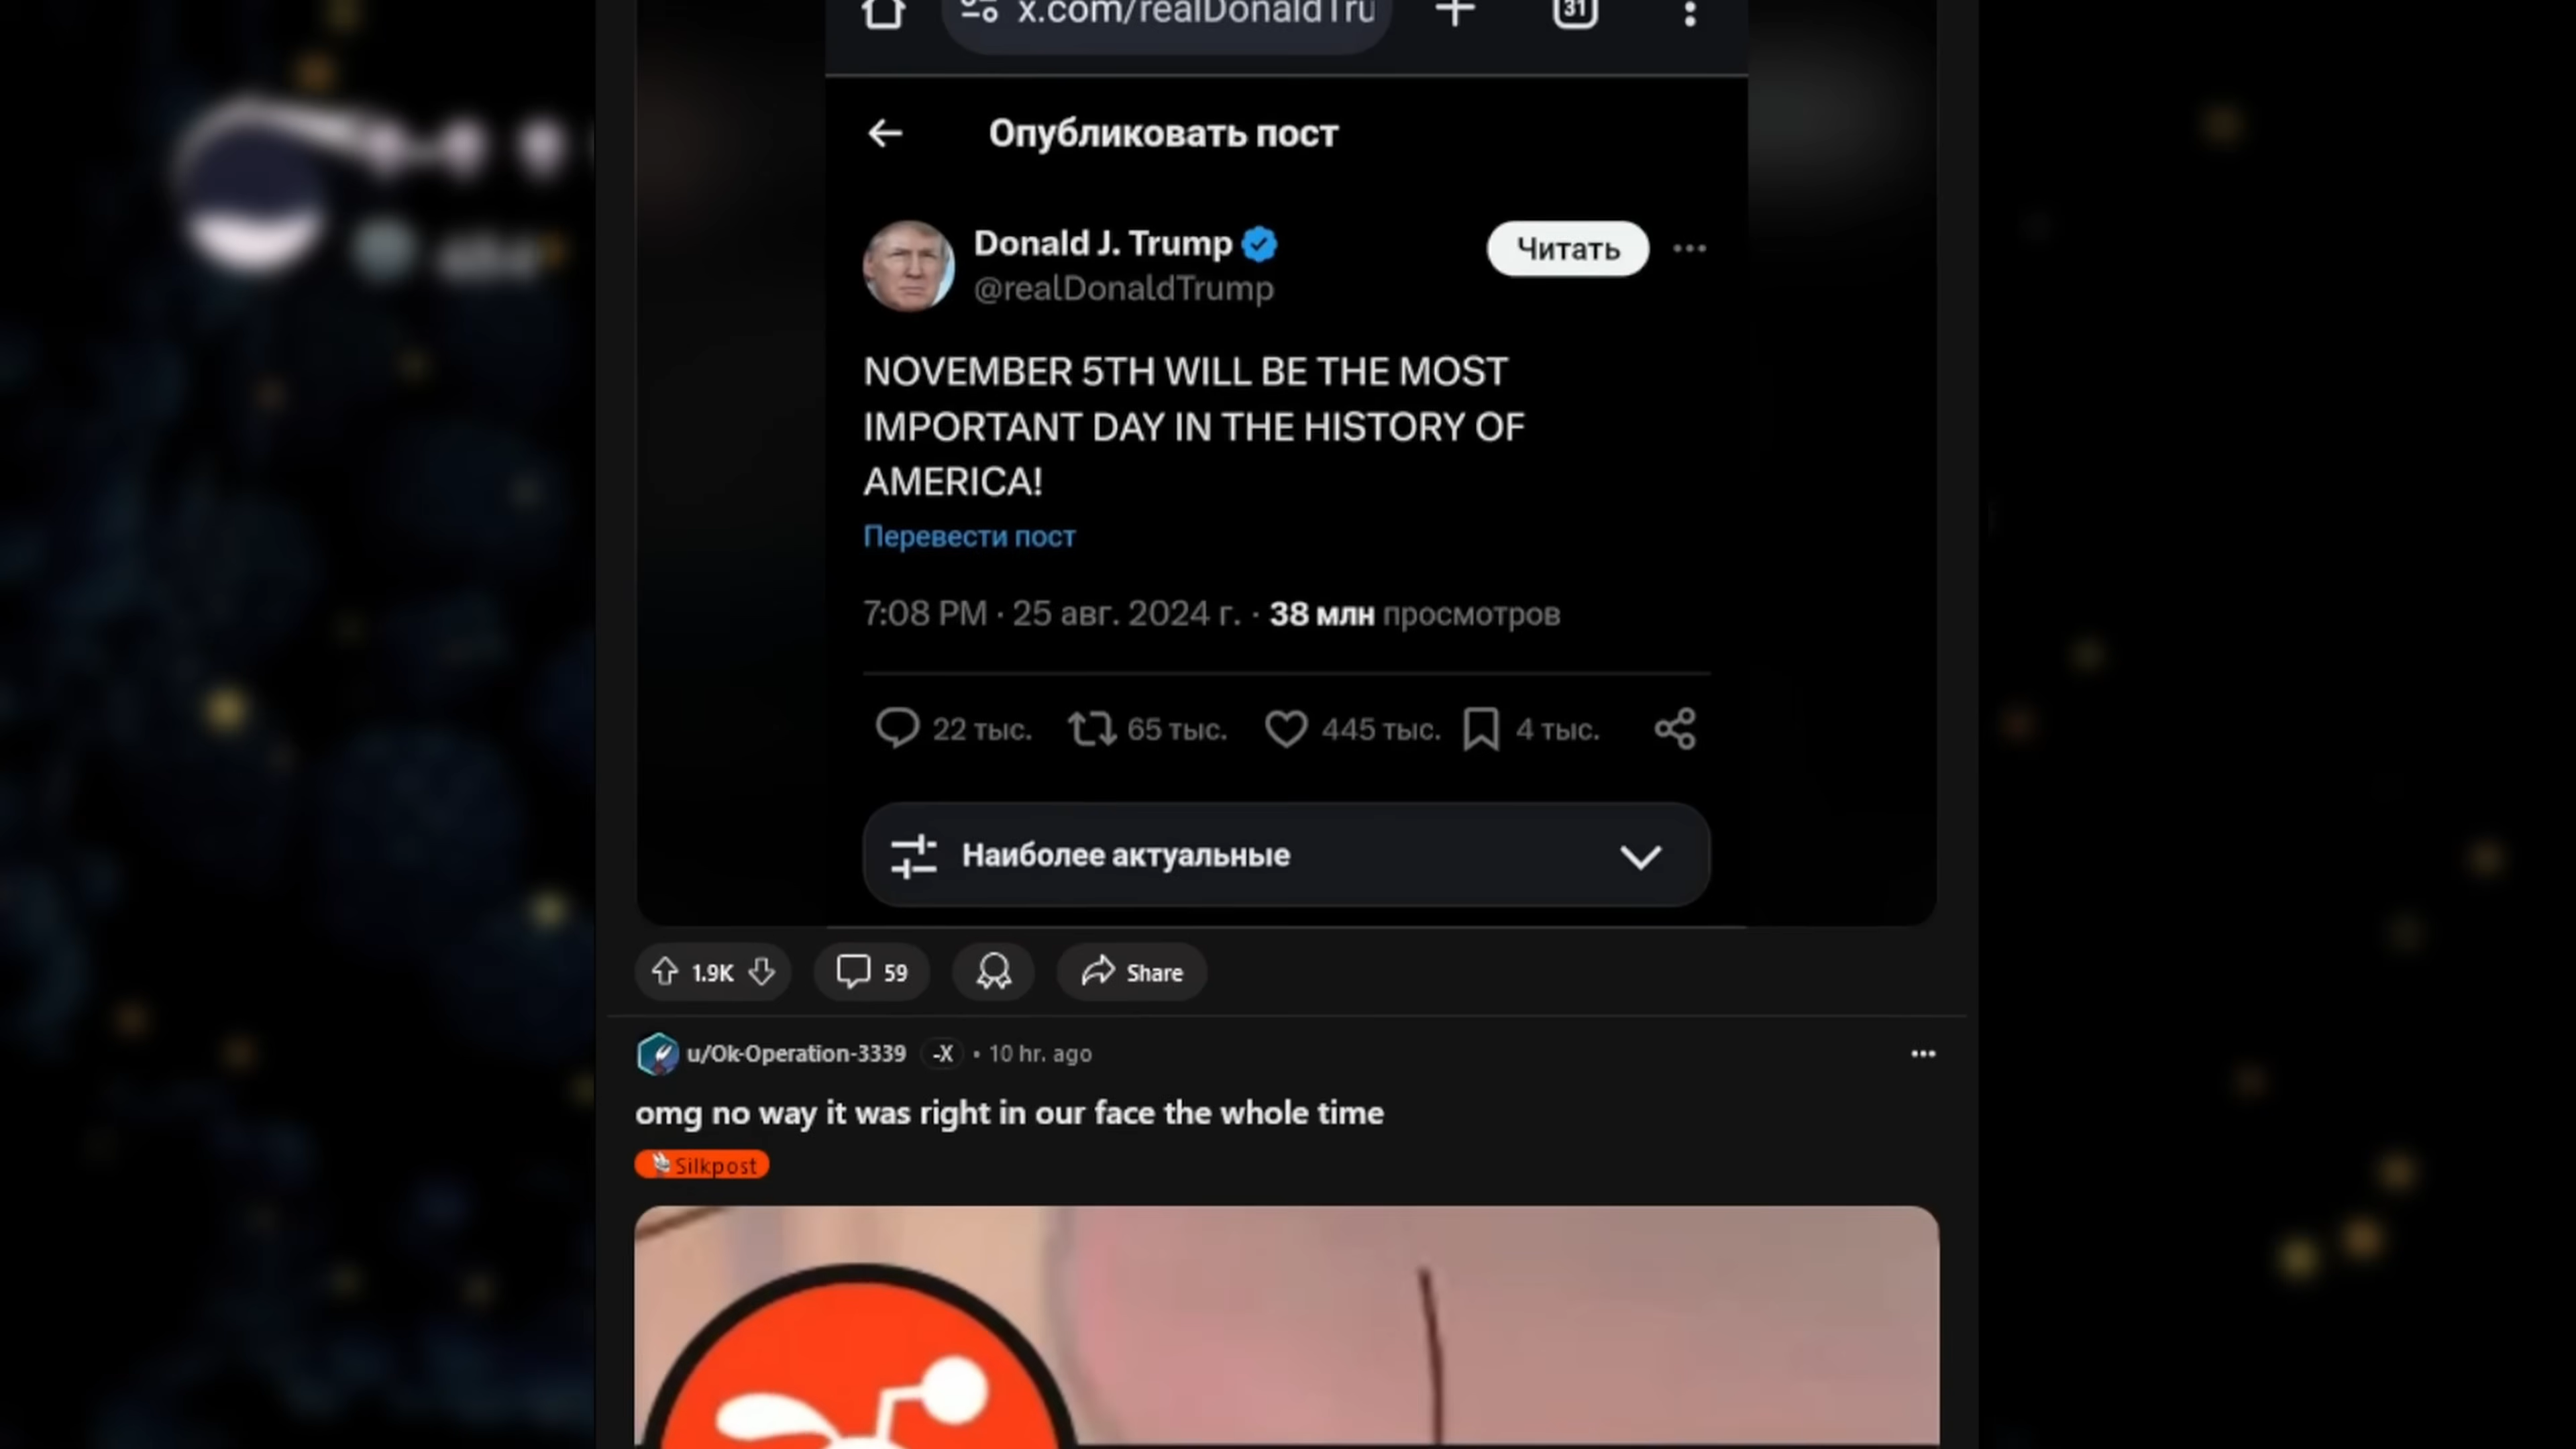 x.com/realDonaldTru
31
Опубликовать пост
Donald J. Trump
@realDonaldTrump
Читать
NOVEMBER 5TH WILL BE THE MOST
IMPORTANT DAY IN THE HISTORY OF
AMERICA!
Перевести пост
7:08 PM · 25 авг. 2024 г. · 38 млн просмотров
22 тыс. 65 тыс. 445 тыс. 4 тыс.
Наиболее актуальные
1.9K 59 Share
u/Ok-Operation-3339 -X • 10 hr. ago
omg no way it was right in our face the whole time
Silkpost